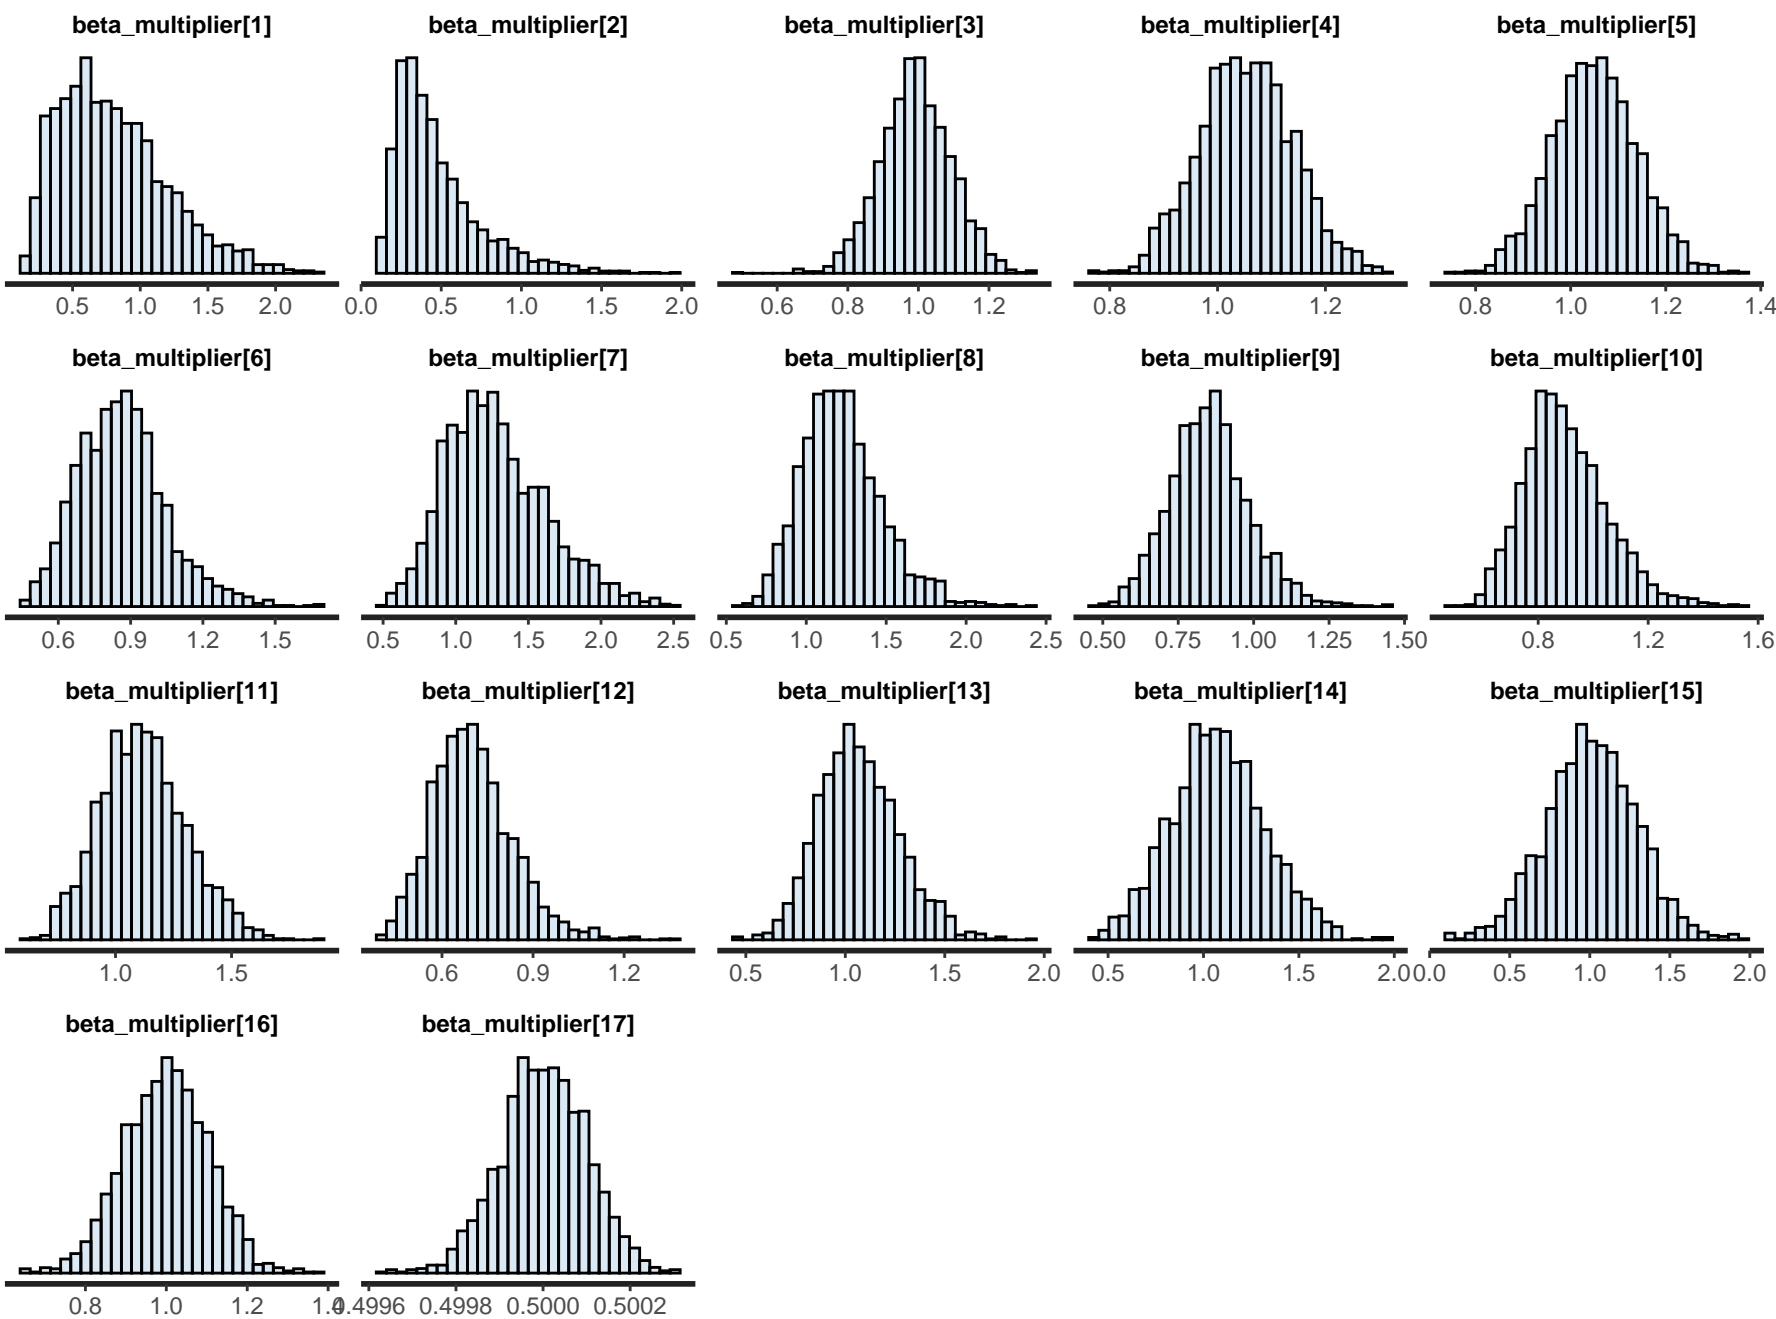 beta_multiplier[1] beta_multiplier[2] beta_multiplier[3] beta_multiplier[4] beta_multiplier[5]
0.5 1.0 1.5 2.0 0.0 0.5 1.0 1.5 2.0 0.6 0.8 1.0 1.2 0.8 1.0 1.2 0.8 1.0 1.2 1.4
beta_multiplier[6] beta_multiplier[7] beta_multiplier[8] beta_multiplier[9] beta_multiplier[10]
0.6 0.9 1.2 1.5 0.5 1.0 1.5 2.0 2.5 0.5 1.0 1.5 2.0 2.5 0.50 0.75 1.00 1.25 1.50 0.8 1.2 1.6
beta_multiplier[11] beta_multiplier[12] beta_multiplier[13] beta_multiplier[14] beta_multiplier[15]
1.0 1.5 0.6 0.9 1.2 0.5 1.0 1.5 2.0 0.5 1.0 1.5 2.0 0.0 0.5 1.0 1.5 2.0
beta_multiplier[16] beta_multiplier[17]
0.8 1.0 1.2 1.4 0.4996 0.4998 0.5000 0.5002